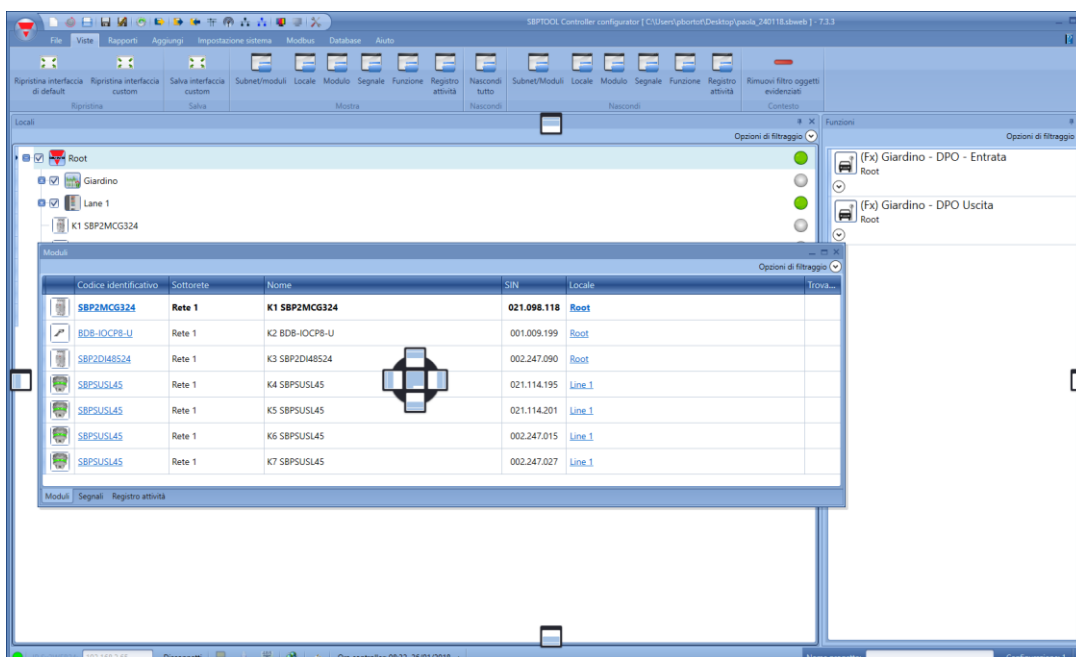 SBPTOOL Controller configurator [ C:\Users\pbortot\Desktop\paola_240118.sbweb ] - 7.3.3
File Viste Rapporti Aggiungi Impostazione sistema Modbus Database Aiuto
Ripristina interfaccia di default
Ripristina interfaccia custom
Salva interfaccia custom
Subnet/moduli Locale Modulo Segnale Funzione Registro attività
Nascondi tutto
Subnet/Moduli Locale Modulo Segnale Funzione Registro attività
Rimuovi filtro oggetti evidenziati
Ripristina Salva Mostra Nascondi Nascondi Contesto
Locali
Opzioni di filtraggio
Root
Giardino
Lane 1
K1 SBP2MCG324
Funzioni
Opzioni di filtraggio
(Fx) Giardino - DPO - Entrata
Root
(Fx) Giardino - DPO Uscita
Root
Moduli
Opzioni di filtraggio
Codice identificativo Sottorete Nome SIN Locale Trova...
SBP2MCG324 Rete 1 K1 SBP2MCG324 021.098.118 Root
BDB-IOCP8-U Rete 1 K2 BDB-IOCP8-U 001.009.199 Root
SBP2DI48524 Rete 1 K3 SBP2DI48524 002.247.090 Root
SBPSUSL45 Rete 1 K4 SBPSUSL45 021.114.195 Line 1
SBPSUSL45 Rete 1 K5 SBPSUSL45 021.114.201 Line 1
SBPSUSL45 Rete 1 K6 SBPSUSL45 002.247.015 Line 1
SBPSUSL45 Rete 1 K7 SBPSUSL45 002.247.027 Line 1
Moduli Segnali Registro attività